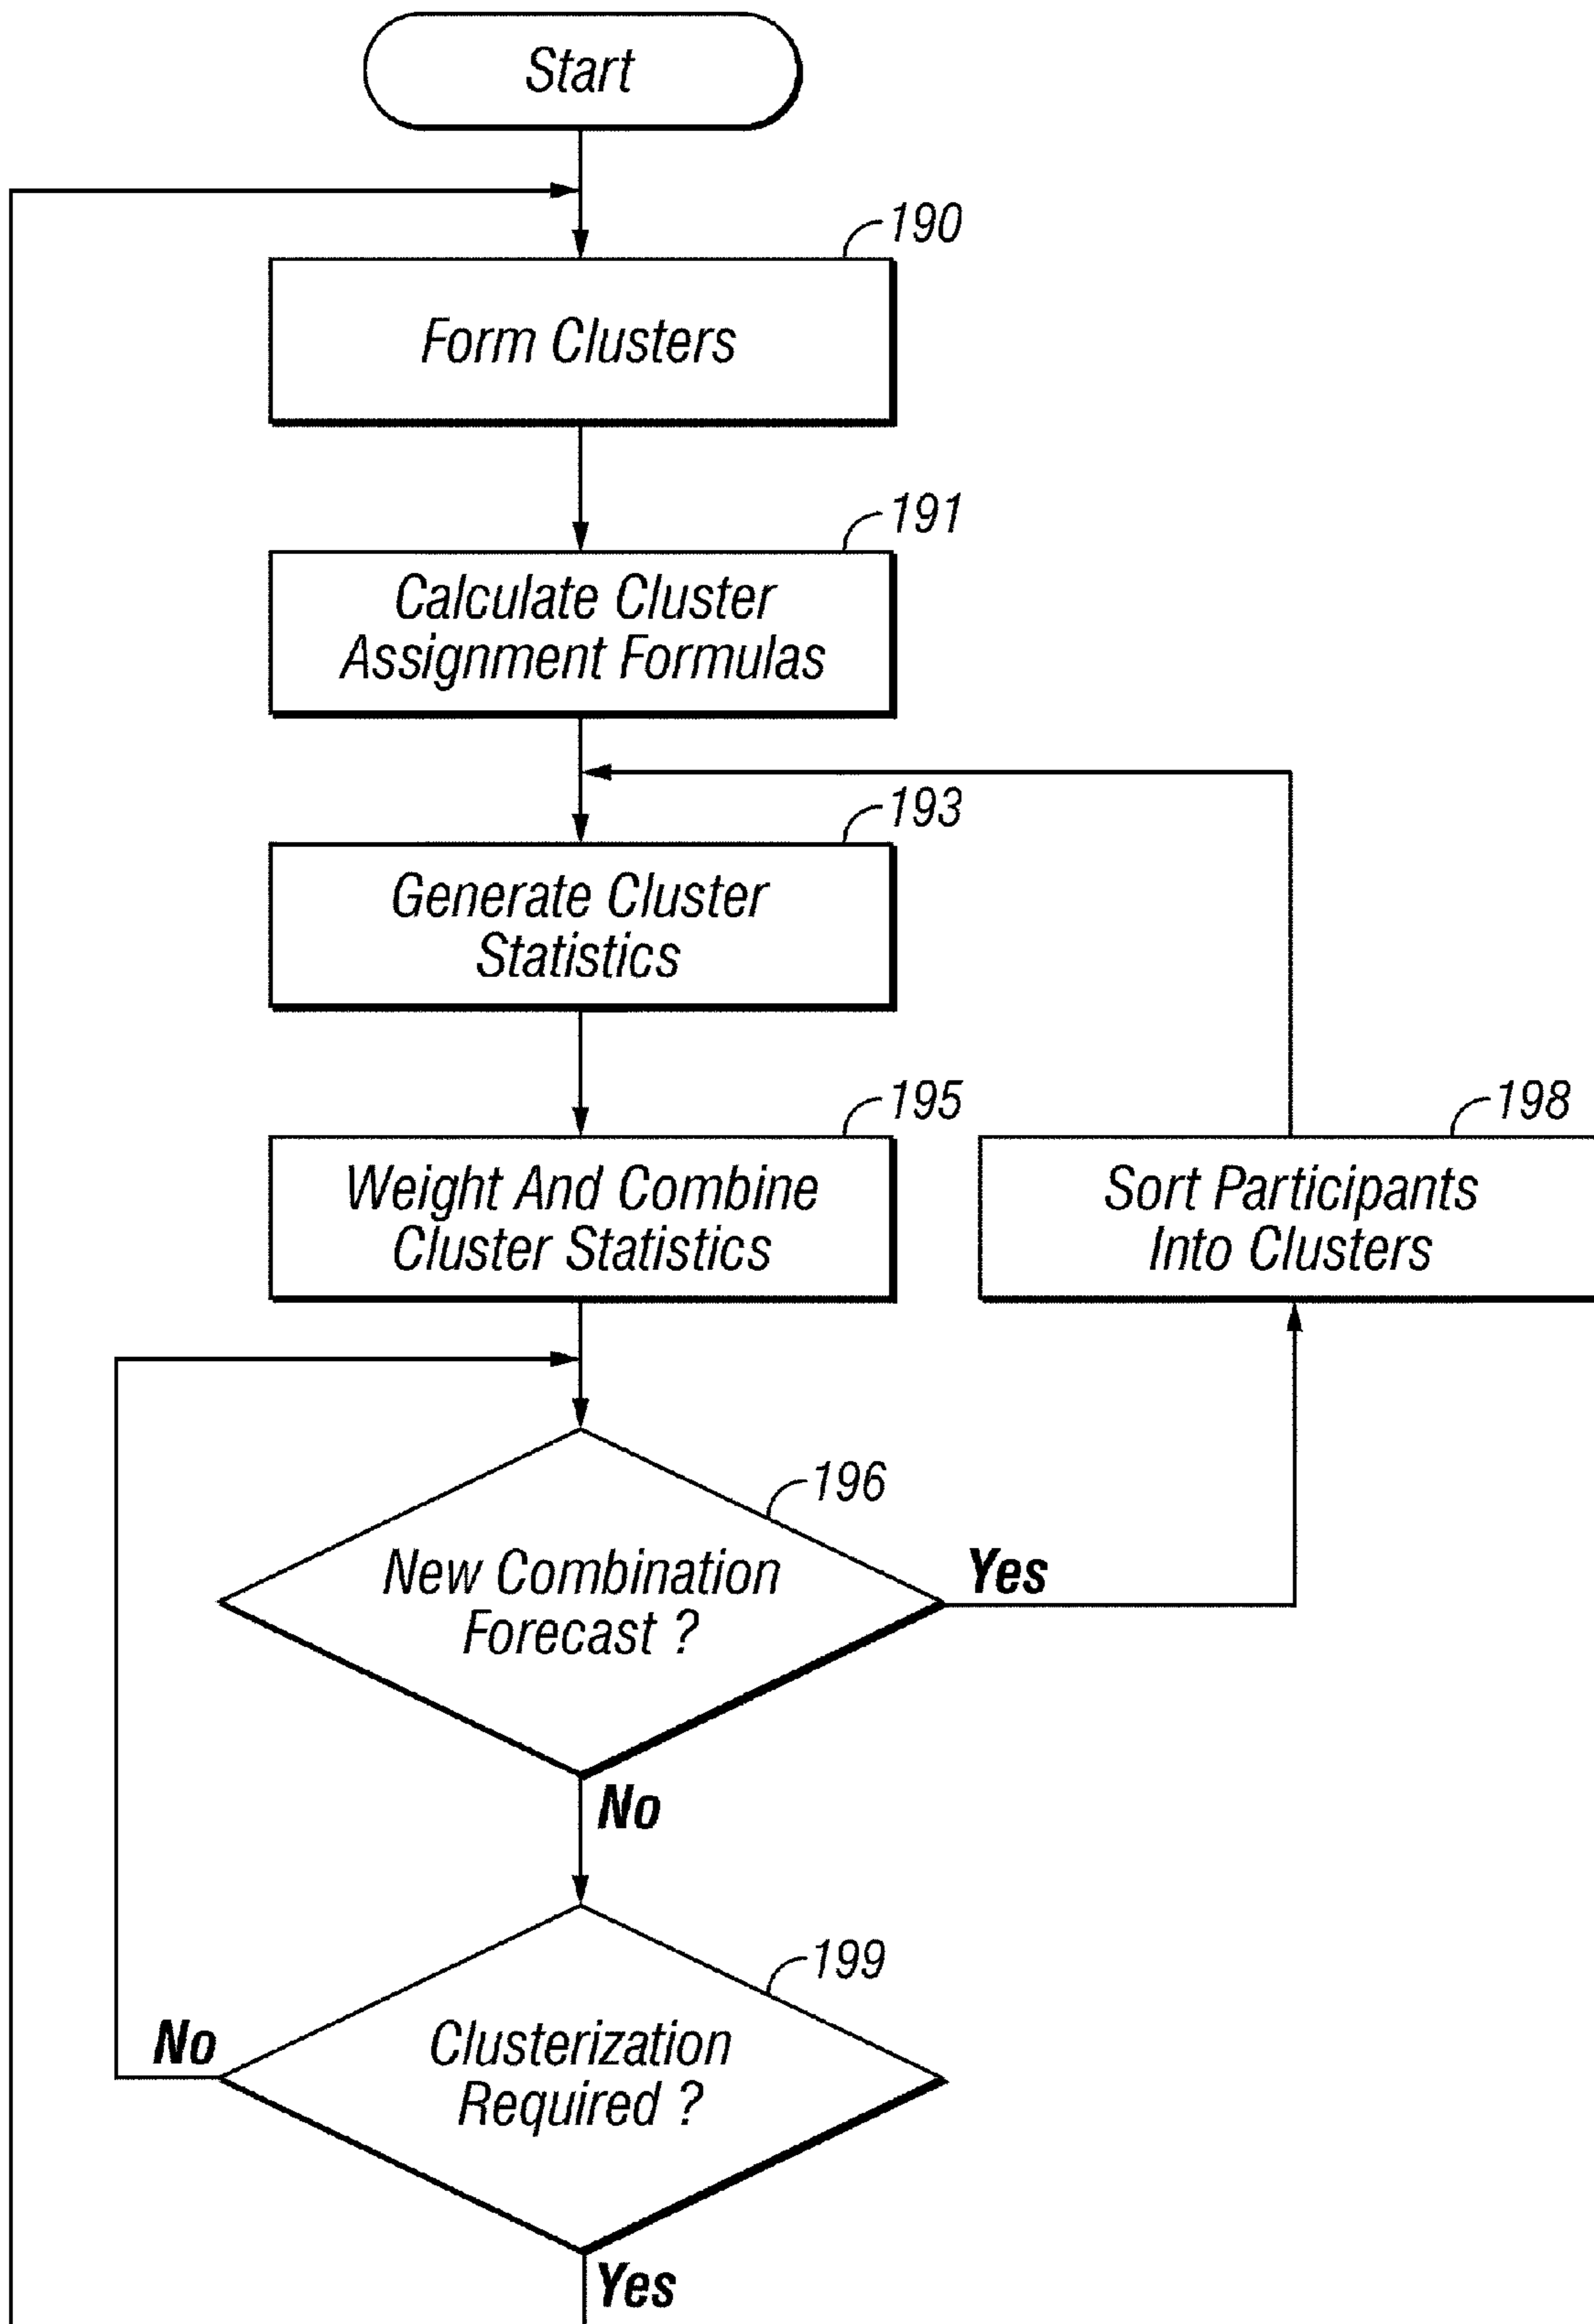 Start
190
Form Clusters
191
Calculate Cluster
Assignment Formulas
193
Generate Cluster
Statistics
195
Weight And Combine
Cluster Statistics
198
Sort Participants
Into Clusters
196
New Combination
Forecast ?
Yes
No
199
Clusterization
Required ?
No
Yes